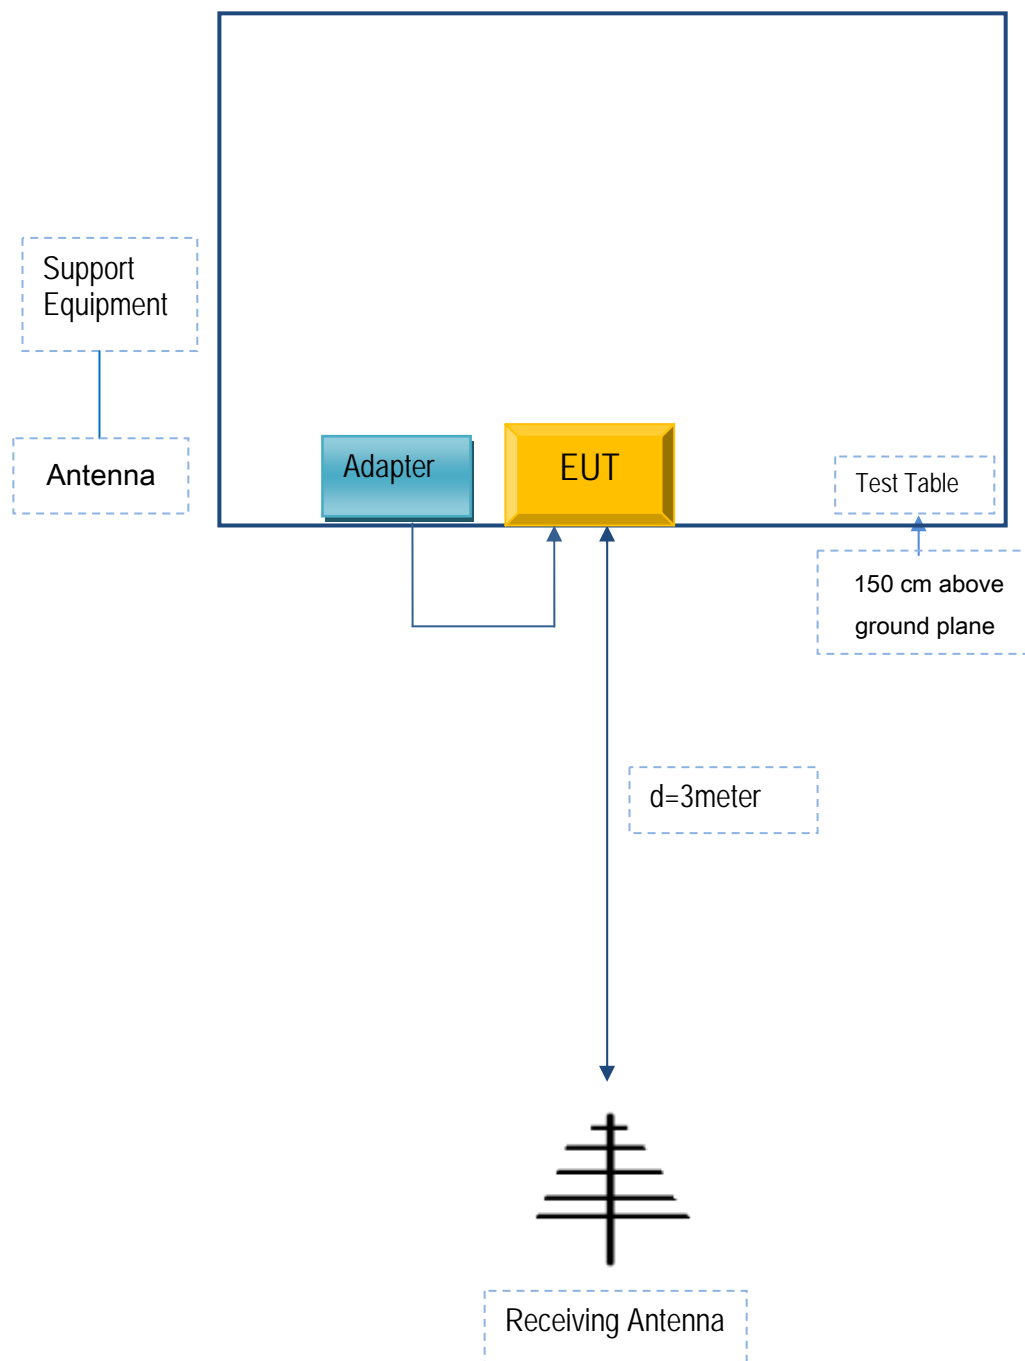 Support
Equipment
Antenna
Adapter
EUT
Test Table
150 cm above
ground plane
d=3meter
Receiving Antenna